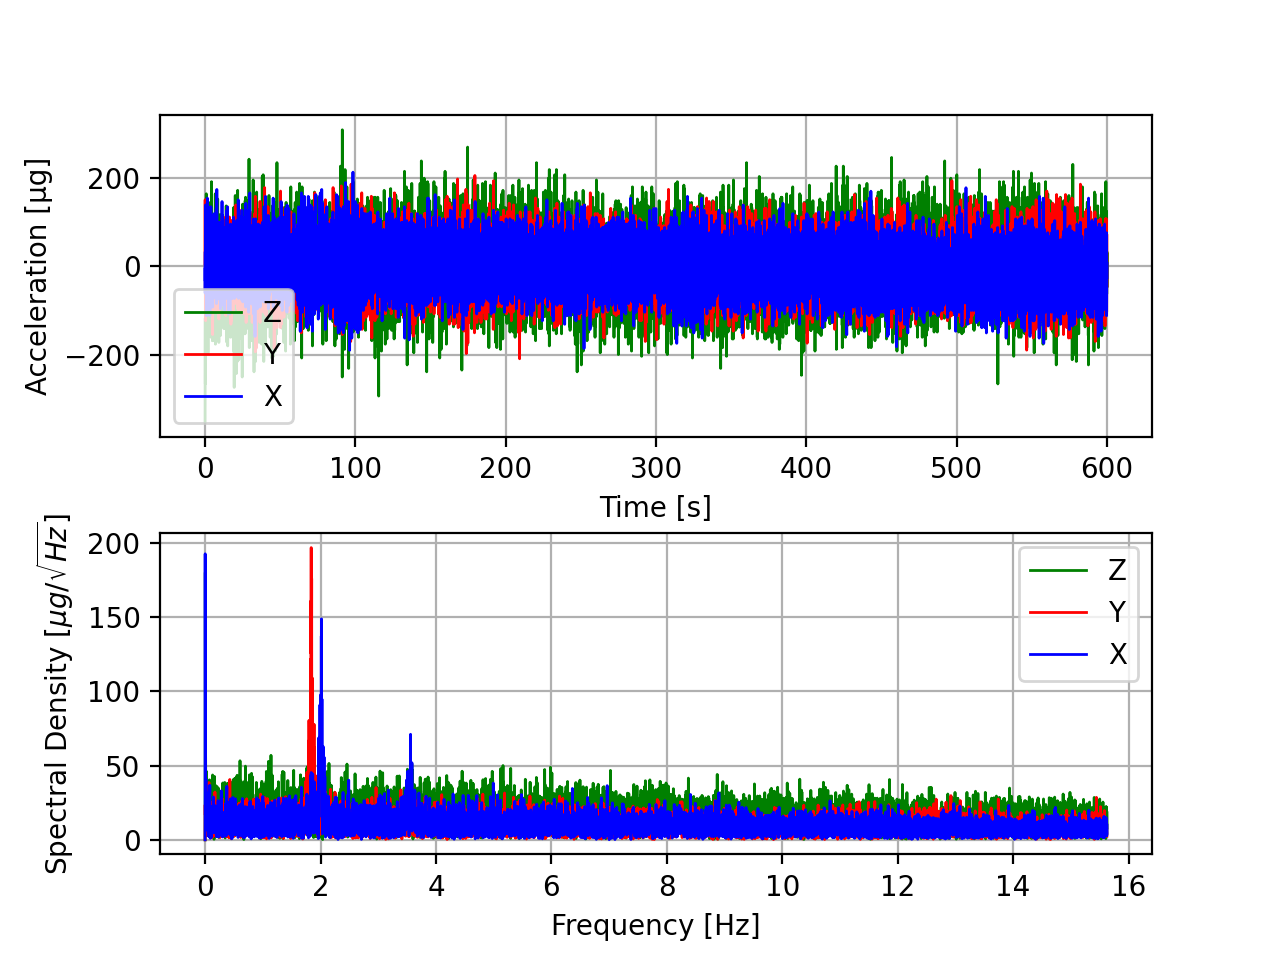 Acceleration [µg]
200
0
−200
Z
Y
X
0 100 200 300 400 500 600
Time [s]
Spectral Density [µg/√Hz]
200
150
100
50
0
Z
Y
X
0 2 4 6 8 10 12 14 16
Frequency [Hz]